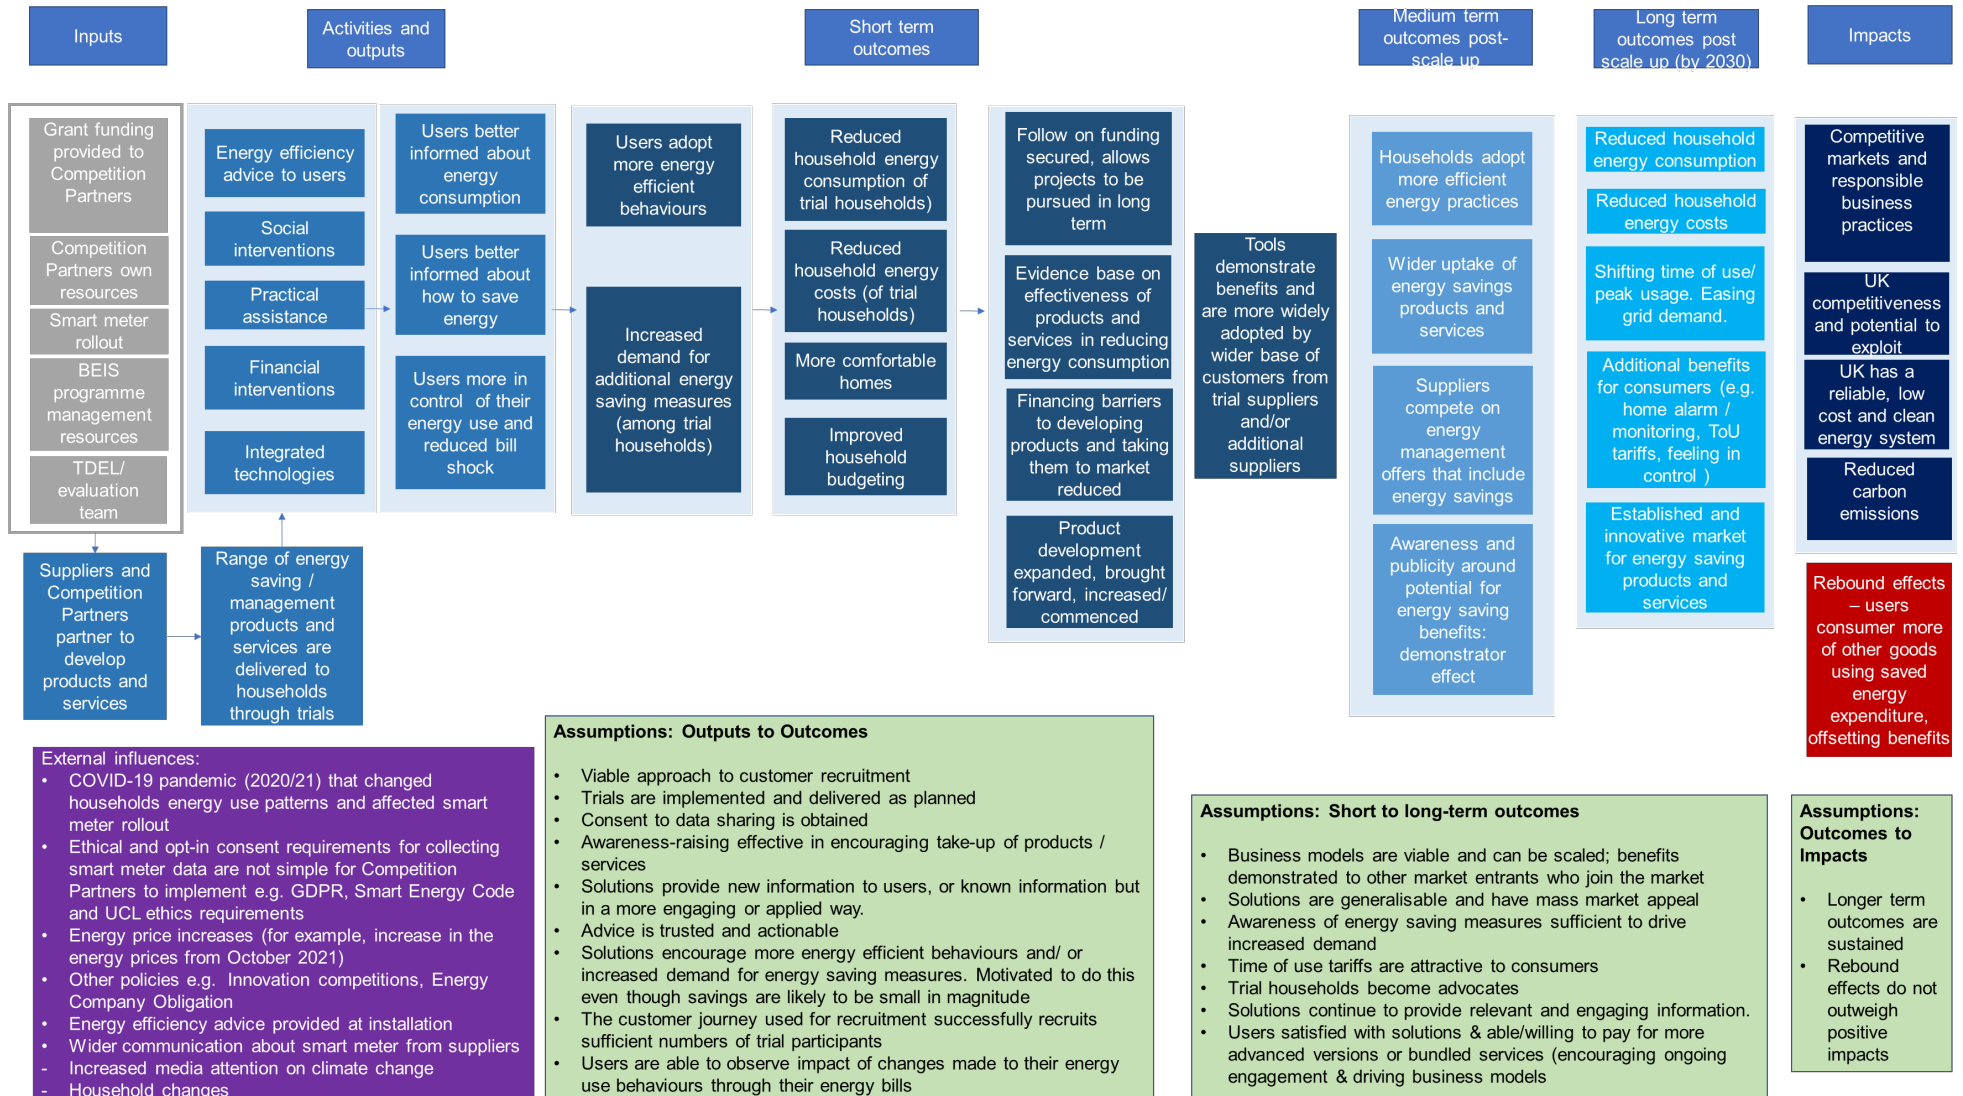 Inputs
Activities and
outputs
Short term
outcomes
Medium term
outcomes post-
scale up
Long term
outcomes post
scale up (by 2030)
Impacts
Grant funding
provided to
Competition
Partners
Competition
Partners own
resources
Smart meter
rollout
BEIS
programme
management
resources
TDEL/
evaluation
team
Suppliers and
Competition
Partners
partner to
develop
products and
services
Energy efficiency
advice to users
Social
interventions
Practical
assistance
Financial
interventions
Integrated
technologies
Range of energy
saving /
management
products and
services are
delivered to
households
through trials
Users better
informed about
energy
consumption
Users better
informed about
how to save
energy
Users more in
control of their
energy use and
reduced bill
shock
Users adopt
more energy
efficient
behaviours
Increased
demand for
additional energy
saving measures
(among trial
households)
Reduced
household energy
consumption of
trial households)
Reduced
household energy
costs (of trial
households)
More comfortable
homes
Improved
household
budgeting
Follow on funding
secured, allows
projects to be
pursued in long
term
Evidence base on
effectiveness of
products and
services in reducing
energy consumption
Financing barriers
to developing
products and taking
them to market
reduced
Product
development
expanded, brought
forward, increased/
commenced
Tools
demonstrate
benefits and
are more widely
adopted by
wider base of
customers from
trial suppliers
and/or
additional
suppliers
Households adopt
more efficient
energy practices
Wider uptake of
energy savings
products and
services
Suppliers
compete on
energy
management
offers that include
energy savings
Awareness and
publicity around
potential for
energy saving
benefits:
demonstrator
effect
Reduced household
energy consumption
Reduced household
energy costs
Shifting time of use/
peak usage. Easing
grid demand.
Additional benefits
for consumers (e.g.
home alarm /
monitoring, ToU
tariffs, feeling in
control )
Established and
innovative market
for energy saving
products and
services
Competitive
markets and
responsible
business
practices
UK
competitiveness
and potential to
exploit
UK has a
reliable, low
cost and clean
energy system
Reduced
carbon
emissions
Rebound effects
– users
consumer more
of other goods
using saved
energy
expenditure,
offsetting benefits
External influences:
• COVID-19 pandemic (2020/21) that changed
households energy use patterns and affected smart
meter rollout
• Ethical and opt-in consent requirements for collecting
smart meter data are not simple for Competition
Partners to implement e.g. GDPR, Smart Energy Code
and UCL ethics requirements
• Energy price increases (for example, increase in the
energy prices from October 2021)
• Other policies e.g. Innovation competitions, Energy
Company Obligation
• Energy efficiency advice provided at installation
• Wider communication about smart meter from suppliers
- Increased media attention on climate change
- Household changes
Assumptions: Outputs to Outcomes
• Viable approach to customer recruitment
• Trials are implemented and delivered as planned
• Consent to data sharing is obtained
• Awareness-raising effective in encouraging take-up of products /
services
• Solutions provide new information to users, or known information but
in a more engaging or applied way.
• Advice is trusted and actionable
• Solutions encourage more energy efficient behaviours and/ or
increased demand for energy saving measures. Motivated to do this
even though savings are likely to be small in magnitude
• The customer journey used for recruitment successfully recruits
sufficient numbers of trial participants
• Users are able to observe impact of changes made to their energy
use behaviours through their energy bills
Assumptions: Short to long-term outcomes
• Business models are viable and can be scaled; benefits
demonstrated to other market entrants who join the market
• Solutions are generalisable and have mass market appeal
• Awareness of energy saving measures sufficient to drive
increased demand
• Time of use tariffs are attractive to consumers
• Trial households become advocates
• Solutions continue to provide relevant and engaging information.
• Users satisfied with solutions & able/willing to pay for more
advanced versions or bundled services (encouraging ongoing
engagement & driving business models
Assumptions:
Outcomes to
Impacts
• Longer term
outcomes are
sustained
• Rebound
effects do not
outweigh
positive
impacts